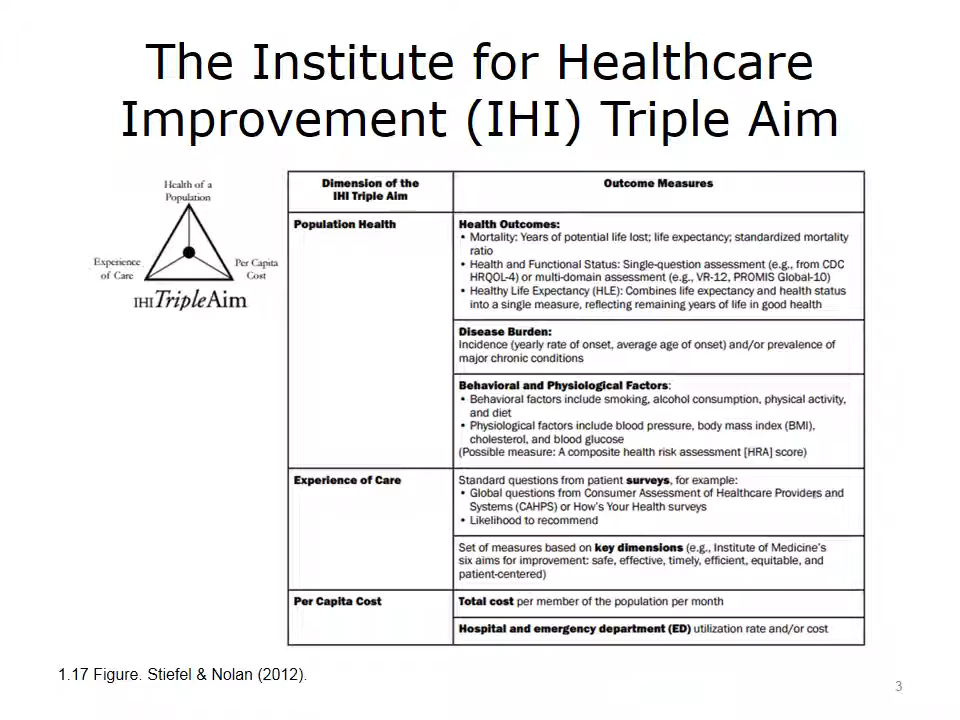 The Institute for Healthcare
Improvement (IHI) Triple Aim
Health of a
Population
Experience
of Care
Per Capita
Cost
IHI TripleAim
Dimension of the
IHI Triple Aim
Outcome Measures
Population Health
Health Outcomes:
• Mortality: Years of potential life lost; life expectancy; standardized mortality
ratio
• Health and Functional Status: Single-question assessment (e.g., from CDC
HRQOL-4) or multi-domain assessment (e.g., VR-12, PROMIS Global-10)
• Healthy Life Expectancy (HLE): Combines life expectancy and health status
into a single measure, reflecting remaining years of life in good health
Disease Burden:
Incidence (yearly rate of onset, average age of onset) and/or prevalence of
major chronic conditions
Behavioral and Physiological Factors:
• Behavioral factors include smoking, alcohol consumption, physical activity,
and diet
• Physiological factors include blood pressure, body mass index (BMI),
cholesterol, and blood glucose
(Possible measure: A composite health risk assessment [HRA] score)
Experience of Care
Standard questions from patient surveys, for example:
• Global questions from Consumer Assessment of Healthcare Providers and
Systems (CAHPS) or How's Your Health surveys
• Likelihood to recommend
Set of measures based on key dimensions (e.g., Institute of Medicine's
six aims for improvement: safe, effective, timely, efficient, equitable, and
patient-centered)
Per Capita Cost
Total cost per member of the population per month
Hospital and emergency department (ED) utilization rate and/or cost
1.17 Figure. Stiefel & Nolan (2012).
3